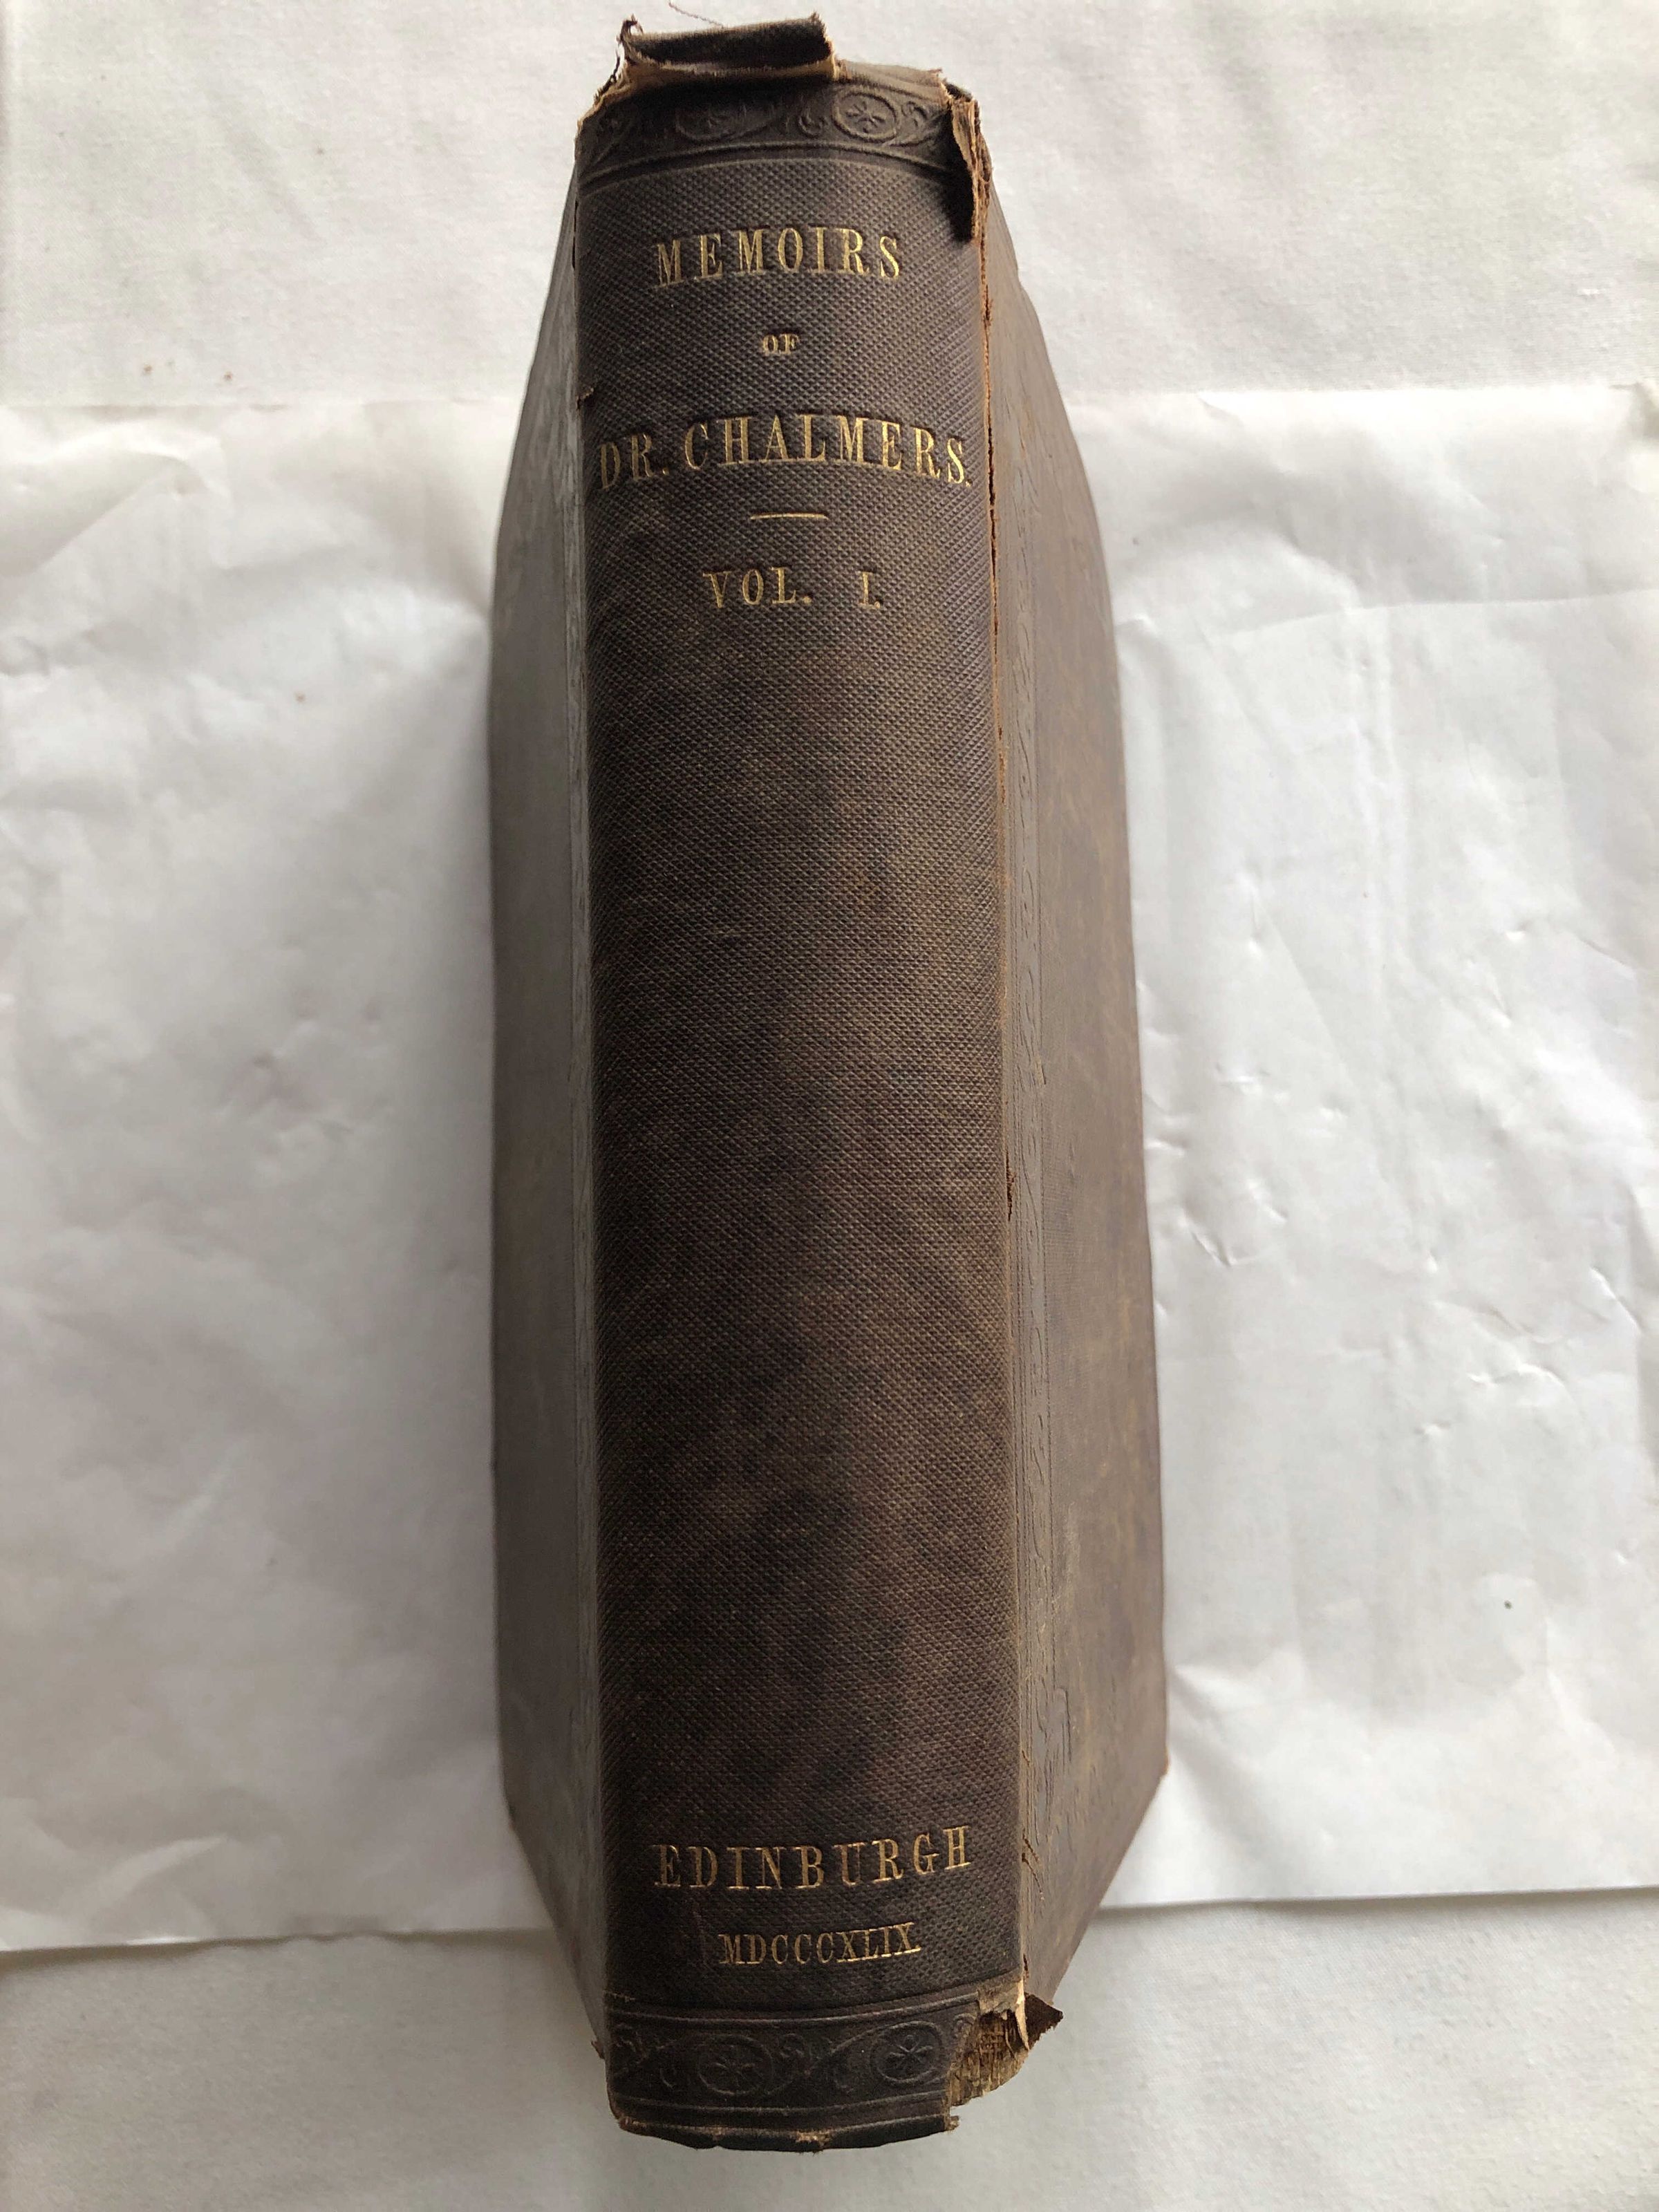 MEMOIRS
OF
DR. CHALMERS.
VOL. I.
EDINBURGH
MDCCCXLIX.